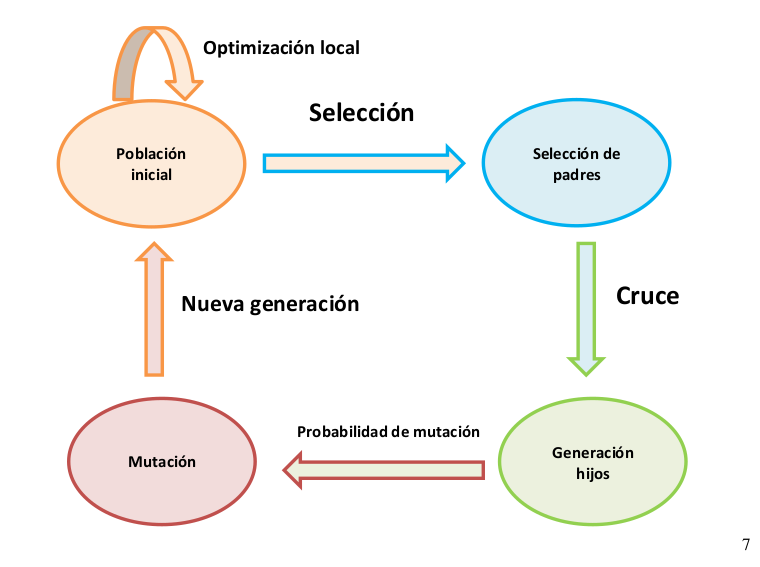 Optimización local
Selección
Población
inicial
Selección de
padres
Nueva generación
Cruce
Probabilidad de mutación
Mutación
Generación
hijos
7